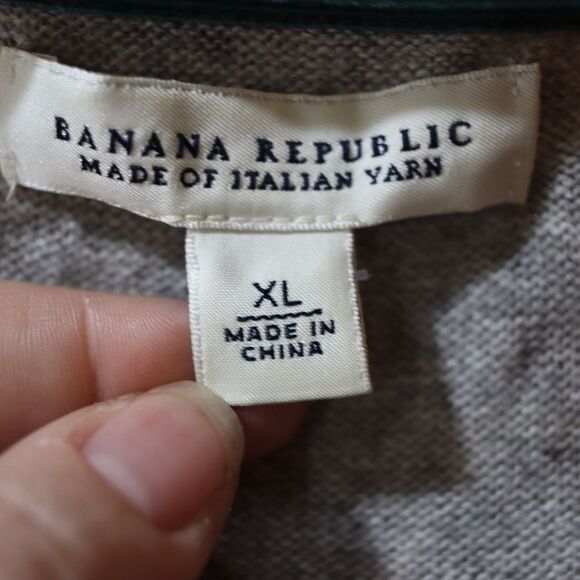 BANANA REPUBLIC
MADE OF ITALIAN YARN
XL
MADE IN
CHINA